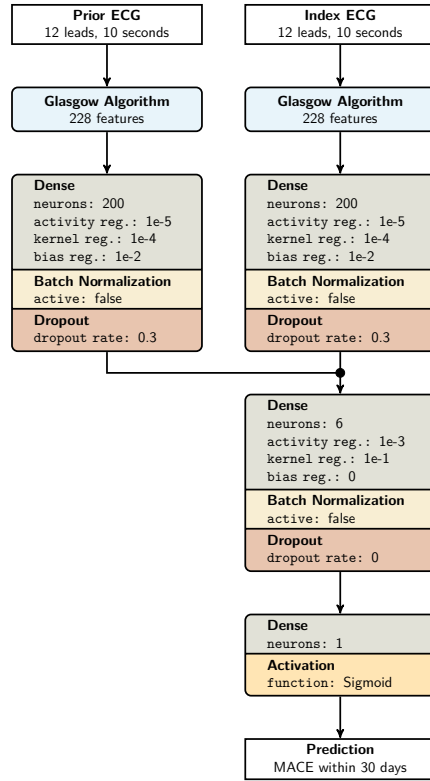 Prior ECG
12 leads, 10 seconds
Index ECG
12 leads, 10 seconds
Glasgow Algorithm
228 features
Glasgow Algorithm
228 features
Dense
neurons: 200
activity reg.: 1e-5
kernel reg.: 1e-4
bias reg.: 1e-2
Batch Normalization
active: false
Dropout
dropout rate: 0.3
Dense
neurons: 200
activity reg.: 1e-5
kernel reg.: 1e-4
bias reg.: 1e-2
Batch Normalization
active: false
Dropout
dropout rate: 0.3
Dense
neurons: 6
activity reg.: 1e-3
kernel reg.: 1e-1
bias reg.: 0
Batch Normalization
active: false
Dropout
dropout rate: 0
Dense
neurons: 1
Activation
function: Sigmoid
Prediction
MACE within 30 days